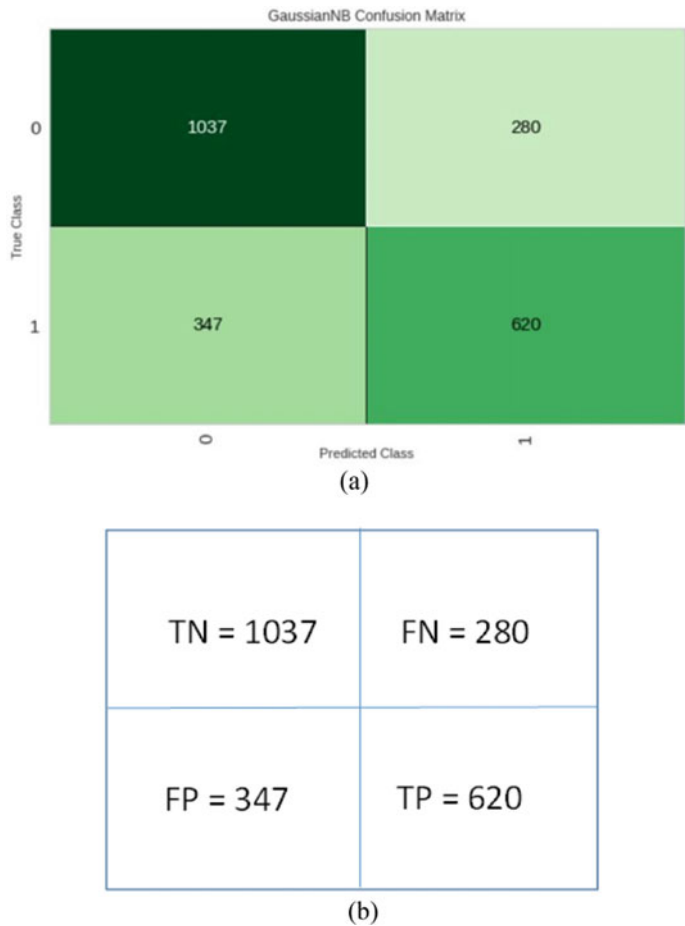 GaussianNB Confusion Matrix
0
1037
280
True Class
1
347
620
0
1
Predicted Class
(a)
TN = 1037
FN = 280
FP = 347
TP = 620
(b)